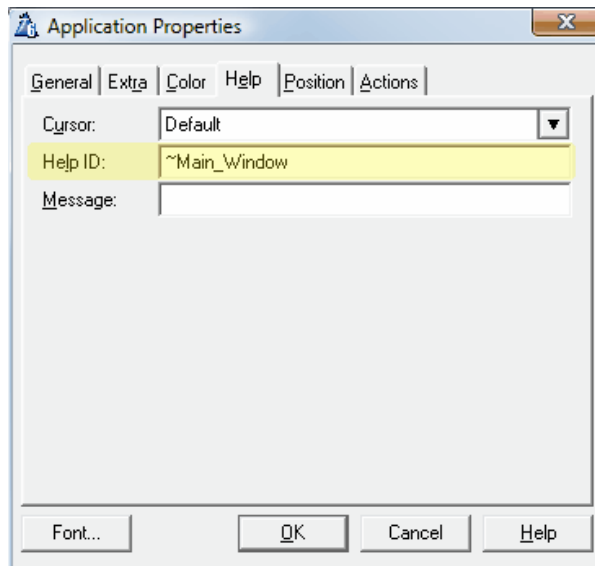 Application Properties
General Extra Color Help Position Actions
Cursor: Default
Help ID: ~Main_Window
Message:
Font... OK Cancel Help